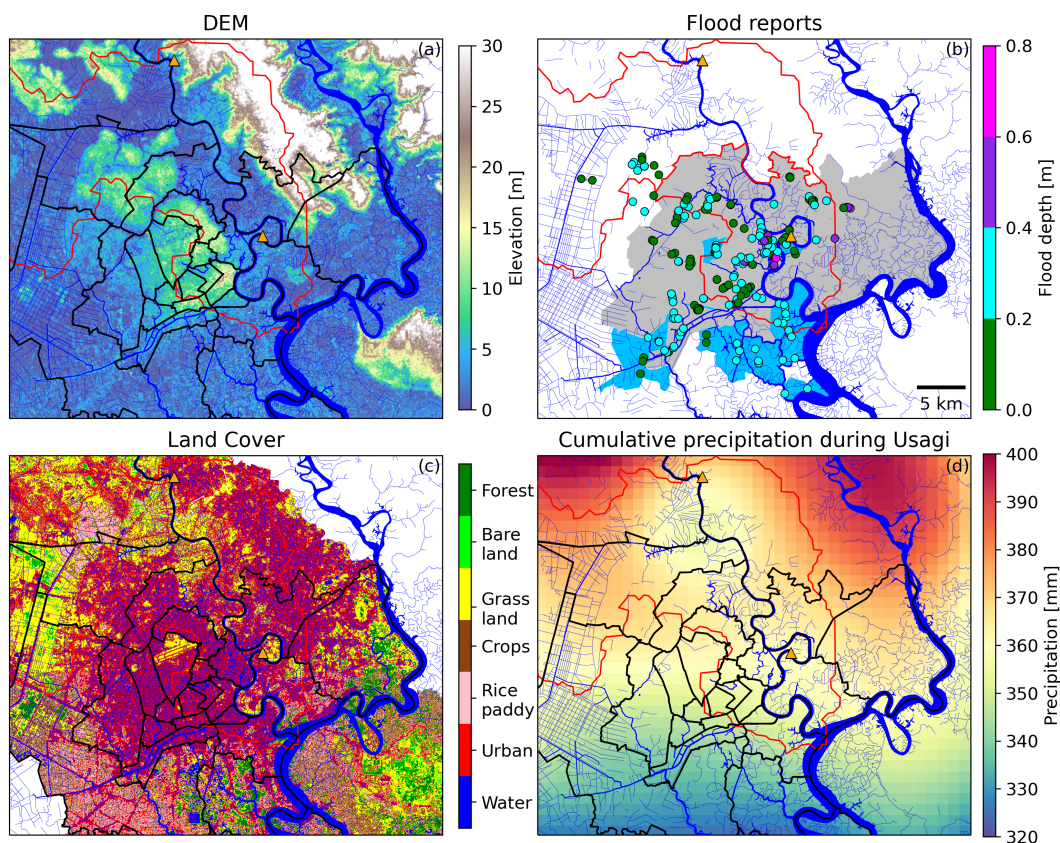 DEM
(a)
30
25
20
15
10
5
0
Elevation [m]
Flood reports
(b)
5 km
0.8
0.6
0.4
0.2
0.0
Flood depth [m]
Land Cover
(c)
Forest
Bare
land
Grass
land
Crops
Rice
paddy
Urban
Water
Cumulative precipitation during Usagi
(d)
400
390
380
370
360
350
340
330
320
Precipitation [mm]